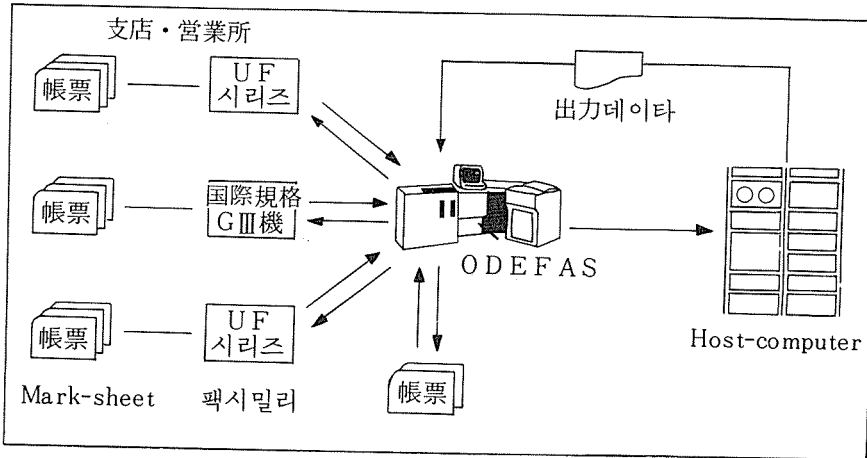 支店・営業所
帳票
UF
시리즈
出力데이타
帳票
国際規格
GⅢ機
ODEFAS
帳票
UF
시리즈
帳票
Host-computer
Mark-sheet
팩시밀리